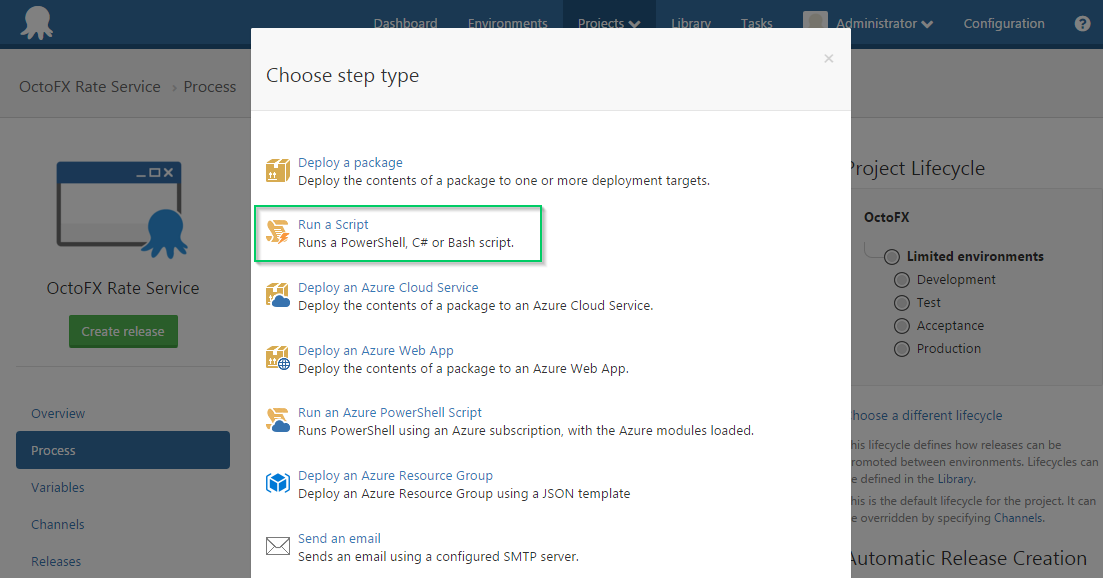 Dashboard Environments Projects Library Tasks Administrator Configuration ?
OctoFX Rate Service › Process
OctoFX Rate Service
Create release
Overview
Process
Variables
Channels
Releases
Choose step type
×
Deploy a package
Deploy the contents of a package to one or more deployment targets.
Run a Script
Runs a PowerShell, C# or Bash script.
Deploy an Azure Cloud Service
Deploy the contents of a package to an Azure Cloud Service.
Deploy an Azure Web App
Deploy the contents of a package to an Azure Web App.
Run an Azure PowerShell Script
Runs PowerShell using an Azure subscription, with the Azure modules loaded.
Deploy an Azure Resource Group
Deploy an Azure Resource Group using a JSON template
Send an email
Sends an email using a configured SMTP server.
Project Lifecycle
OctoFX
Limited environments
Development
Test
Acceptance
Production
hoose a different lifecycle
his lifecycle defines how releases can be
romoted between environments. Lifecycles can
e defined in the Library.
his is the default lifecycle for the project. It can
e overridden by specifying Channels.
Automatic Release Creation